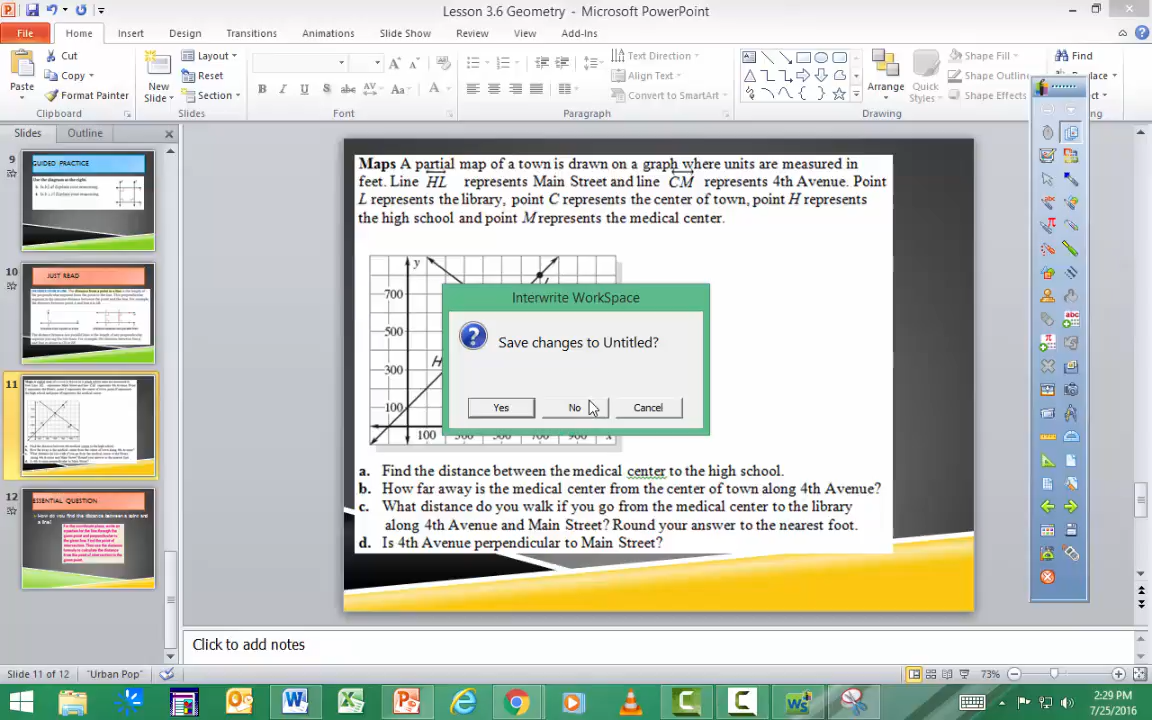 Lesson 3.6 Geometry - Microsoft PowerPoint
File Home Insert Design Transitions Animations Slide Show Review View Add-Ins
Paste Cut Copy Format Painter Clipboard
New Slide Layout Reset Section Slides
Font
Text Direction Align Text Convert to SmartArt Paragraph
Arrange Quick Styles Shape Fill Shape Outline Shape Effects Drawing
Find
Slides Outline
9
GUIDED PRACTICE
10
JUST READ
11
12
ESSENTIAL QUESTION
Maps A partial map of a town is drawn on a graph where units are measured in
feet. Line HL represents Main Street and line CM represents 4th Avenue. Point
L represents the library, point C represents the center of town, point H represents
the high school and point M represents the medical center.
y
700
500
300
100
H
100
x
Interwrite WorkSpace
Save changes to Untitled?
Yes No Cancel
a. Find the distance between the medical center to the high school.
b. How far away is the medical center from the center of town along 4th Avenue?
c. What distance do you walk if you go from the medical center to the library
along 4th Avenue and Main Street? Round your answer to the nearest foot.
d. Is 4th Avenue perpendicular to Main Street?
Click to add notes
Slide 11 of 12 "Urban Pop" 73%
2:29 PM
7/25/2016